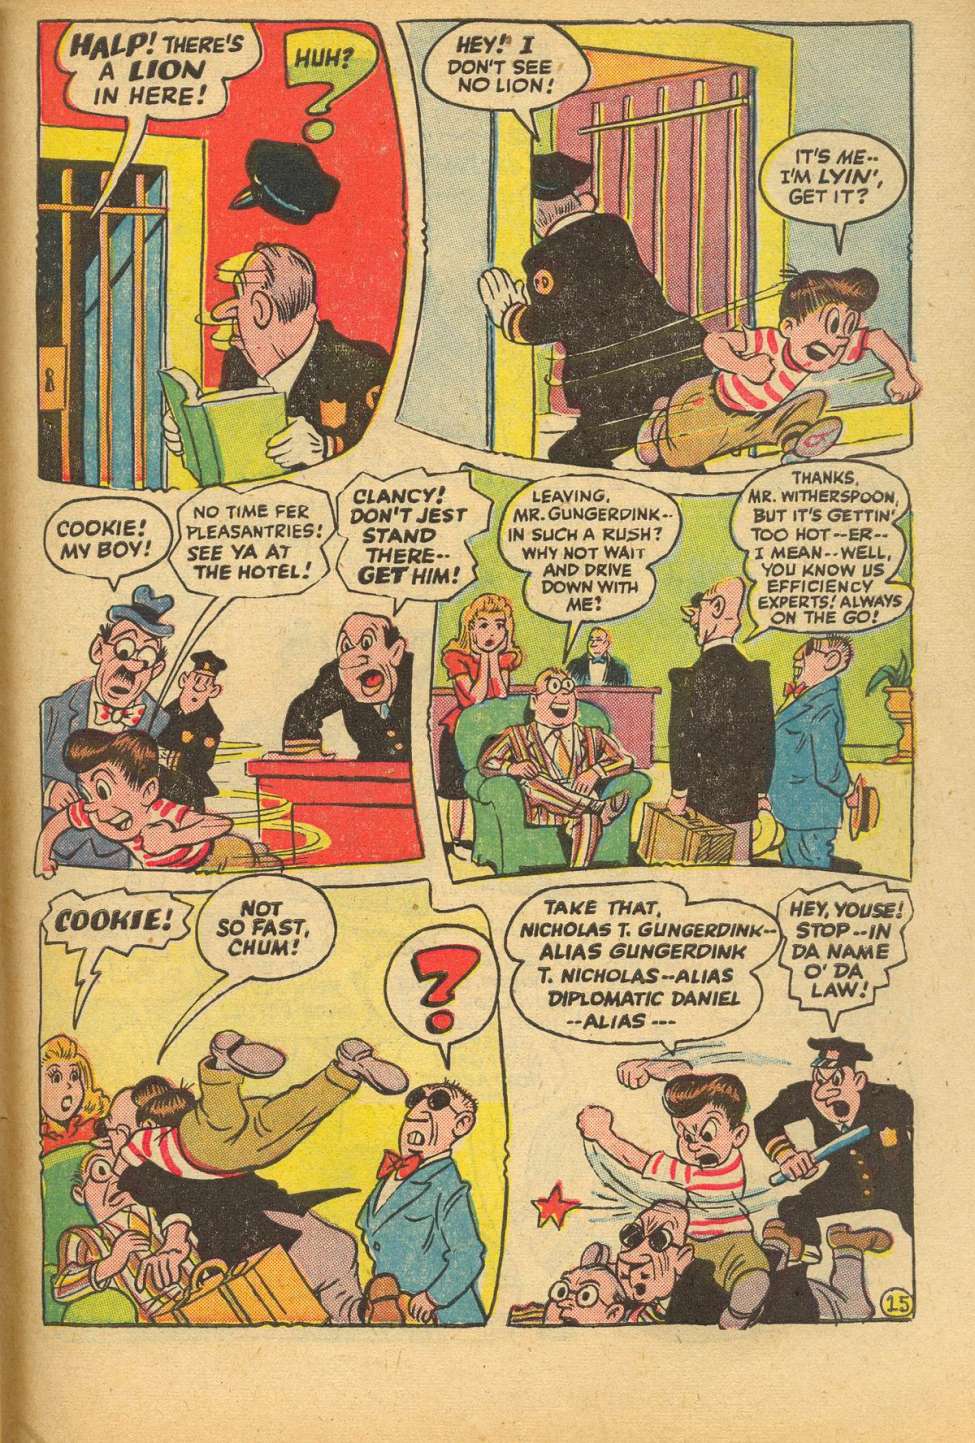 HALP! THERE'S
A LION
IN HERE!
HUH?
HEY! I
DON'T SEE
NO LION!
IT'S ME--
I'M LYIN',
GET IT?
COOKIE!
MY BOY!
NO TIME FER
PLEASANTRIES!
SEE YA AT
THE HOTEL!
CLANCY!
DON'T JEST
STAND
THERE--
GET HIM!
LEAVING,
MR. GUNGERDINK--
IN SUCH A RUSH?
WHY NOT WAIT
AND DRIVE
DOWN WITH
ME?
THANKS,
MR. WITHERSPOON,
BUT IT'S GETTIN'
TOO HOT--ER--
I MEAN--WELL,
YOU KNOW US
EFFICIENCY
EXPERTS! ALWAYS
ON THE GO!
COOKIE!
NOT
SO FAST,
CHUM!
?
TAKE THAT,
NICHOLAS T. GUNGERDINK--
ALIAS GUNGERDINK
T. NICHOLAS--ALIAS
DIPLOMATIC DANIEL
--ALIAS ---
HEY, YOUSE!
STOP--IN
DA NAME
O' DA
LAW!
15